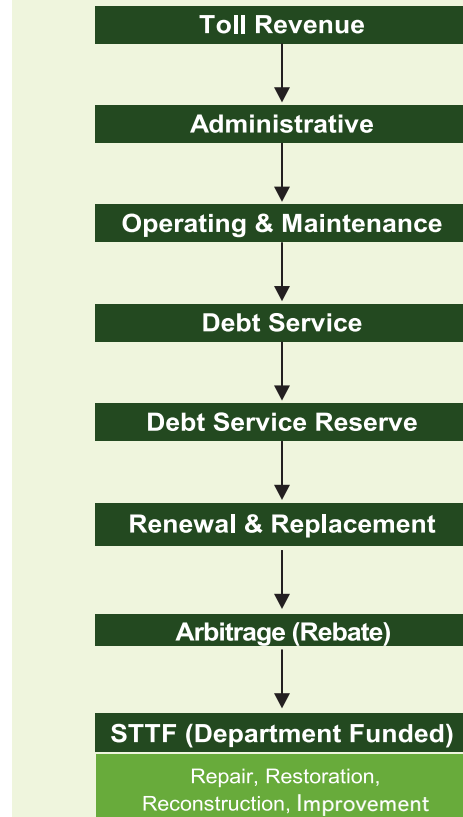 Toll Revenue
Administrative
Operating & Maintenance
Debt Service
Debt Service Reserve
Renewal & Replacement
Arbitrage (Rebate)
STTF (Department Funded)
Repair, Restoration,
Reconstruction, Improvement